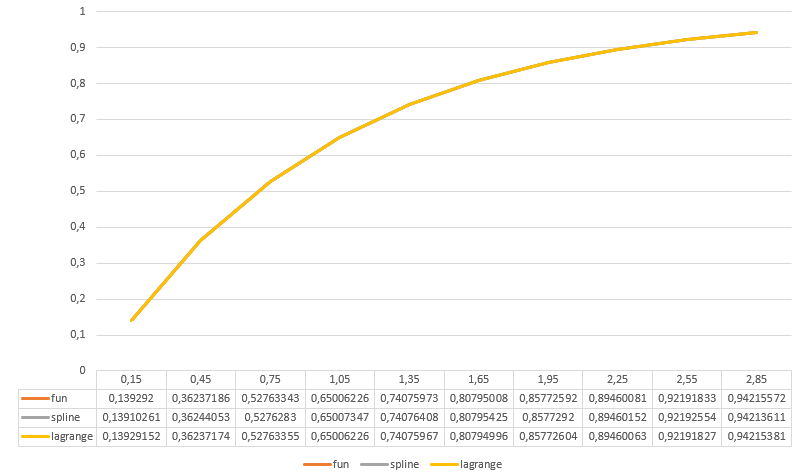 1
0,9
0,8
0,7
0,6
0,5
0,4
0,3
0,2
0,1
0
0,15 0,45 0,75 1,05 1,35 1,65 1,95 2,25 2,55 2,85
fun 0,139292 0,36237186 0,52763343 0,65006226 0,74075973 0,80795008 0,85772592 0,89460081 0,92191833 0,94215572
spline 0,13910261 0,36244053 0,5276283 0,65007347 0,74076408 0,80795425 0,8577292 0,89460152 0,92192554 0,94213611
lagrange 0,13929152 0,36237174 0,52763355 0,65006226 0,74075967 0,80794996 0,85772604 0,89460063 0,92191827 0,94215381
fun spline lagrange